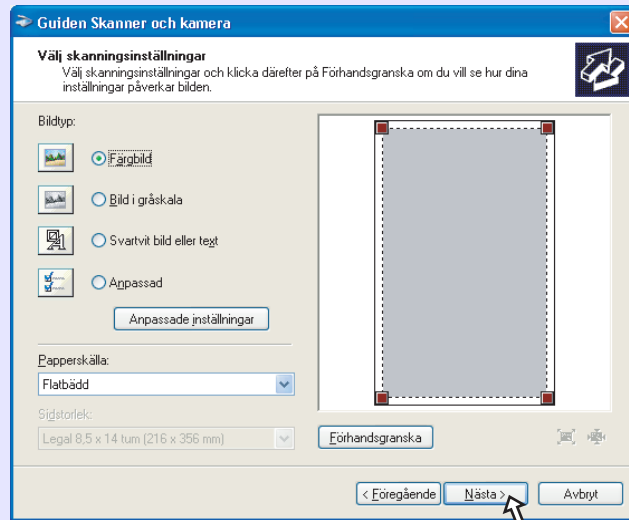 Guiden Skanner och kamera
Välj skanningsinställningar
Välj skanningsinställningar och klicka därefter på Förhandsgranska om du vill se hur dina
inställningar påverkar bilden.
Bildtyp:
Färgbild
Bild i gråskala
Svartvit bild eller text
Anpassad
Anpassade inställningar
Papperskälla:
Flatbädd
Sidstorlek:
Legal 8,5 x 14 tum (216 x 356 mm)
Förhandsgranska
< Föregående
Nästa >
Avbryt